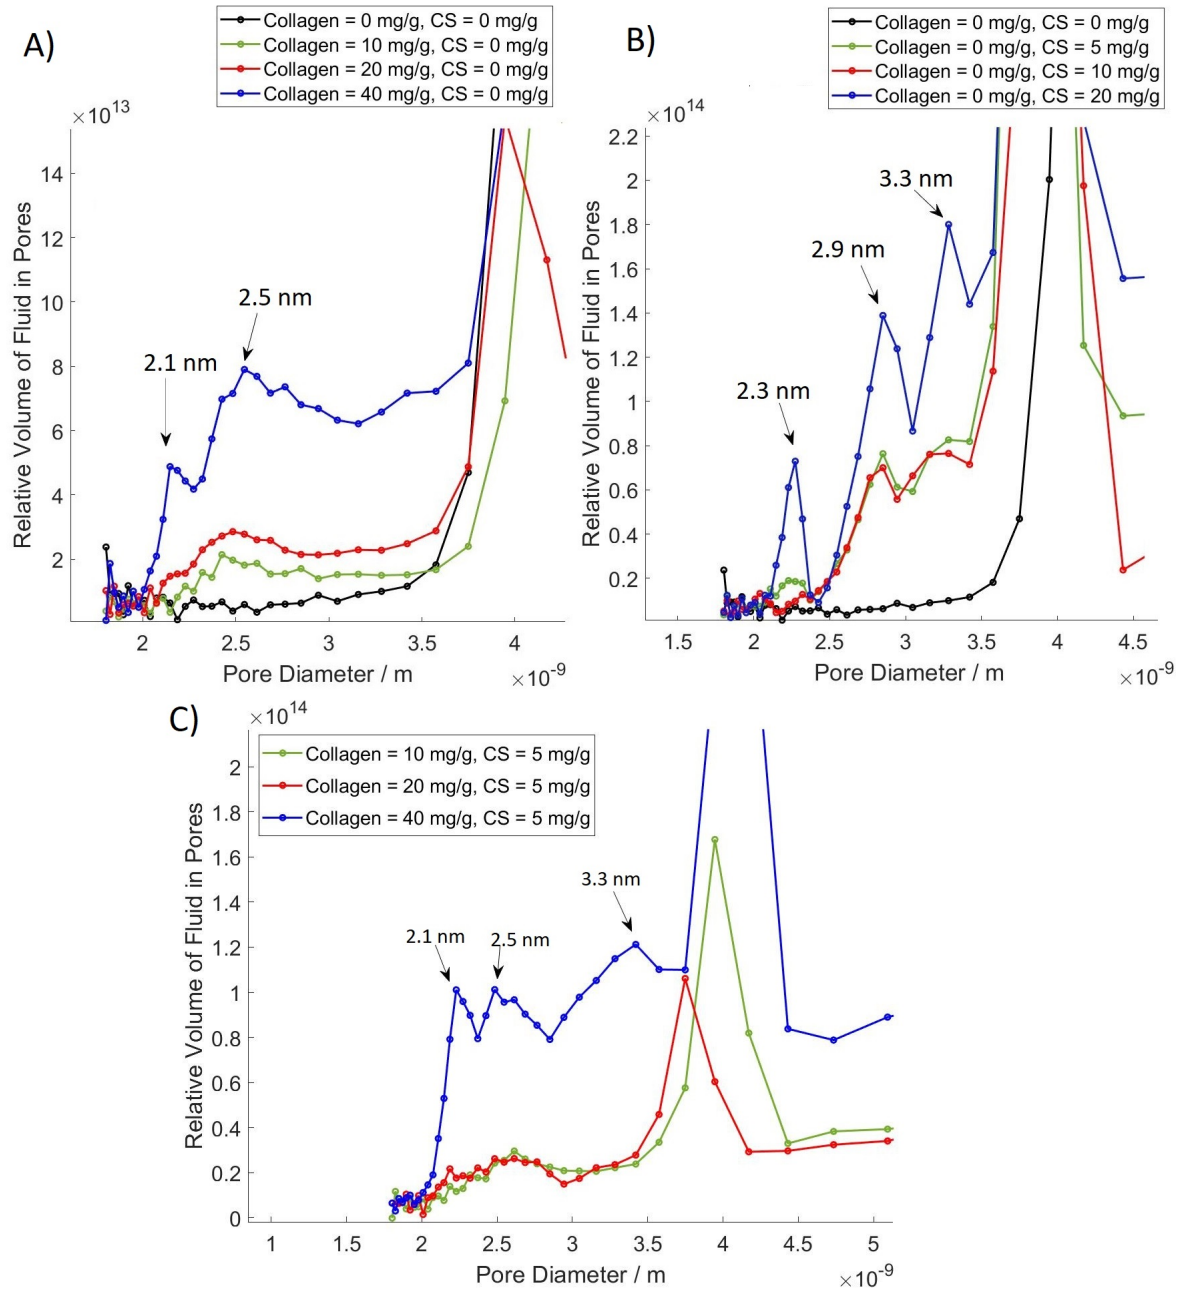 A)
Collagen = 0 mg/g, CS = 0 mg/g
Collagen = 10 mg/g, CS = 0 mg/g
Collagen = 20 mg/g, CS = 0 mg/g
Collagen = 40 mg/g, CS = 0 mg/g
×10^13
14
12
10
8
6
4
2
2.1 nm
2.5 nm
Relative Volume of Fluid in Pores
2 2.5 3 3.5 4
Pore Diameter / m
×10^-9
B)
Collagen = 0 mg/g, CS = 0 mg/g
Collagen = 0 mg/g, CS = 5 mg/g
Collagen = 0 mg/g, CS = 10 mg/g
Collagen = 0 mg/g, CS = 20 mg/g
×10^14
2.2
2
1.8
1.6
1.4
1.2
1
0.8
0.6
0.4
0.2
3.3 nm
2.9 nm
2.3 nm
Relative Volume of Fluid in Pores
1.5 2 2.5 3 3.5 4 4.5
Pore Diameter / m
×10^-9
C)
×10^14
Collagen = 10 mg/g, CS = 5 mg/g
Collagen = 20 mg/g, CS = 5 mg/g
Collagen = 40 mg/g, CS = 5 mg/g
2
1.8
1.6
1.4
1.2
1
0.8
0.6
0.4
0.2
0
3.3 nm
2.1 nm
2.5 nm
Relative Volume of Fluid in Pores
1 1.5 2 2.5 3 3.5 4 4.5 5
Pore Diameter / m
×10^-9